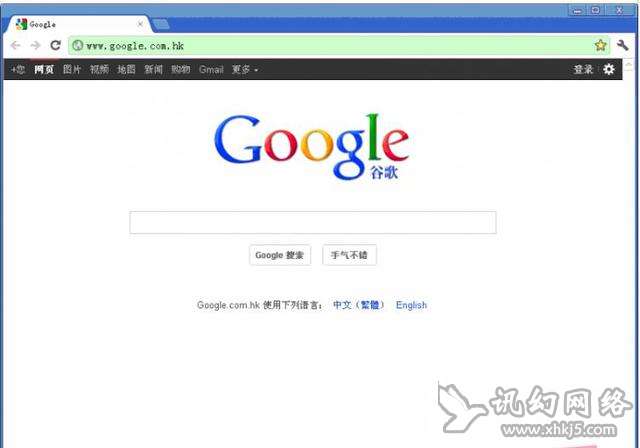 Google
www.google.com.hk
+您 网页 图片 视频 地图 新闻 购物 Gmail 更多 登录
Google
谷歌
Google 搜索 手气不错
Google.com.hk 使用下列语言： 中文（繁體） English
讯幻网络
www.xhkj5.com